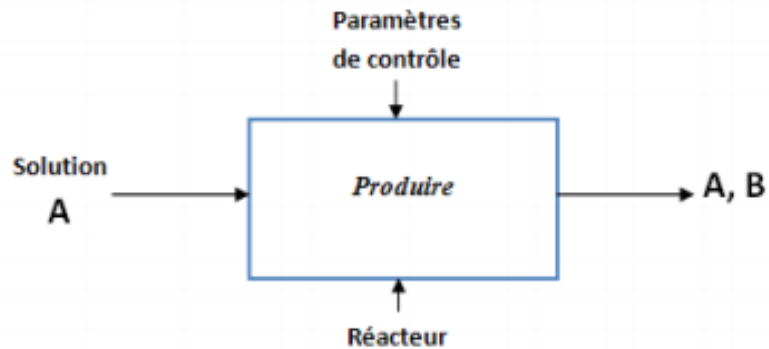 Paramètres
de contrôle
Solution
A
Produire
A, B
Réacteur